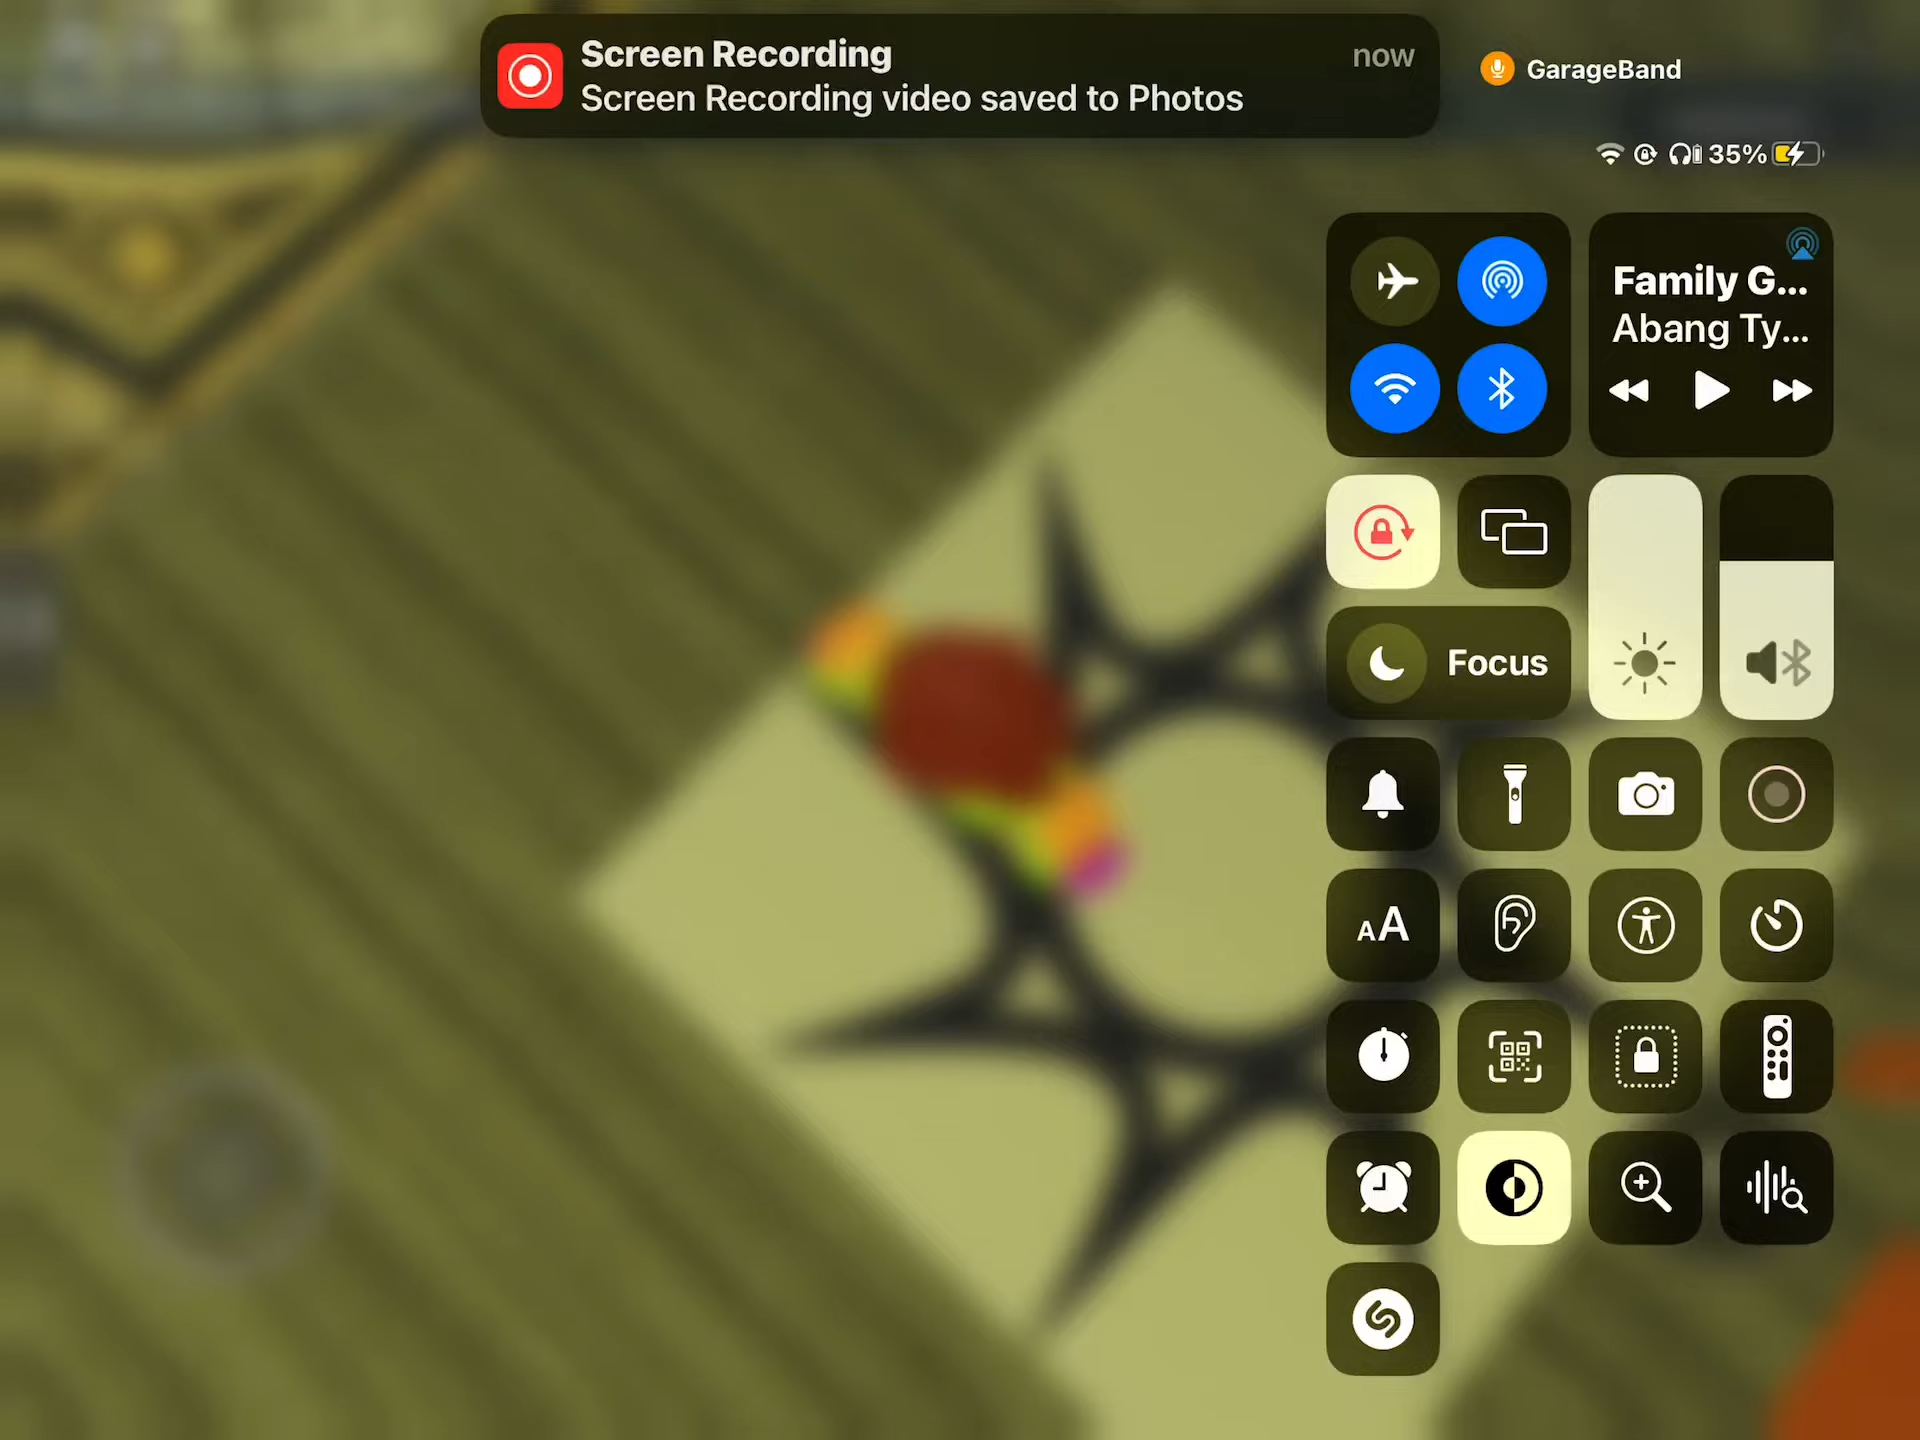 Screen Recording
now
Screen Recording video saved to Photos
GarageBand
35%
Family G...
Abang Ty...
Focus
AA